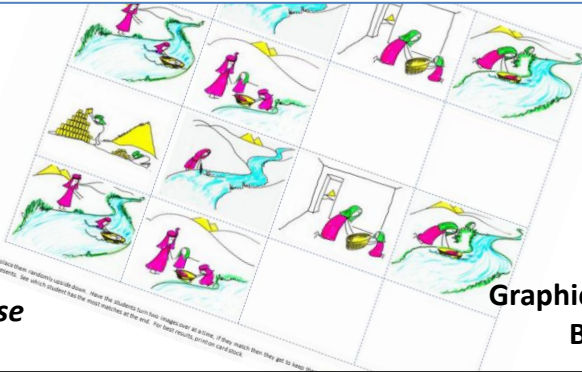 place them randomly upside down. Have the students turn two images over at a time, if they match then they get to keep
See which student has the most matches at the end. For best results, print on card stock.
Graphic
se
B